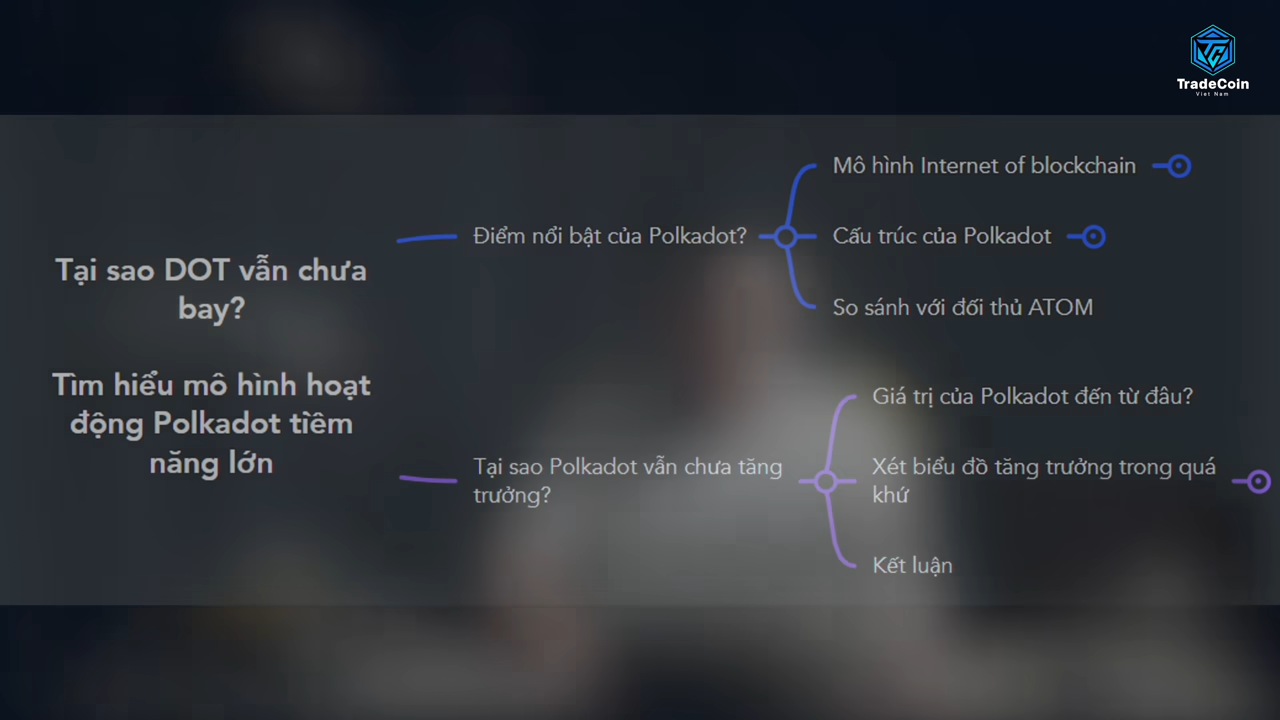 TradeCoin
Viet Nam
Tại sao DOT vẫn chưa
bay?
Tìm hiểu mô hình hoạt
động Polkadot tiềm
năng lớn
Điểm nổi bật của Polkadot?
Mô hình Internet of blockchain
Cấu trúc của Polkadot
So sánh với đối thủ ATOM
Tại sao Polkadot vẫn chưa tăng
trưởng?
Giá trị của Polkadot đến từ đâu?
Xét biểu đồ tăng trưởng trong quá
khứ
Kết luận